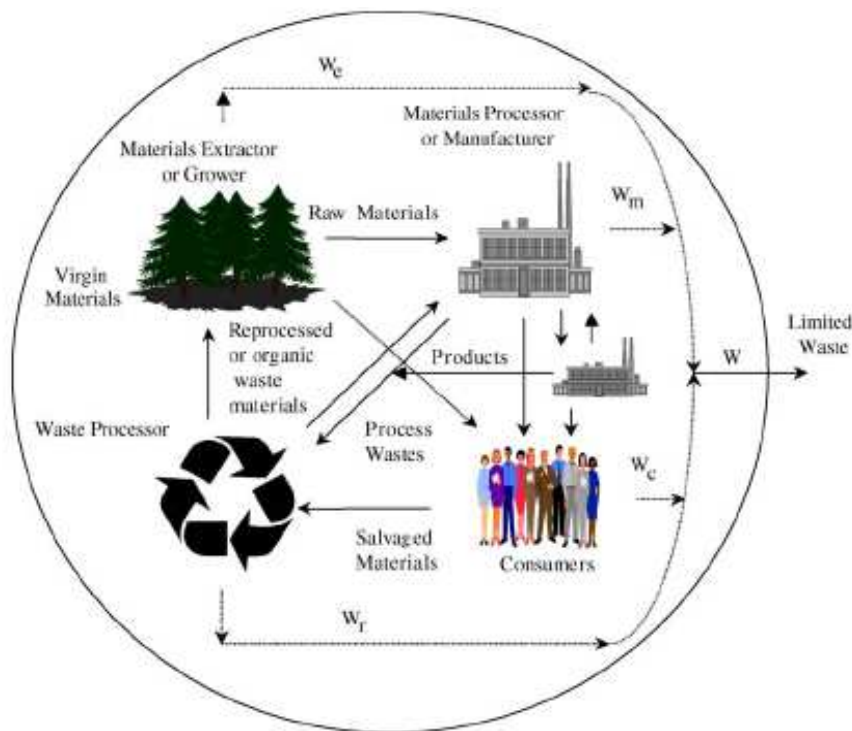 We
Materials Processor
or Manufacturer
Materials Extractor
or Grower
Wm
Raw Materials
Virgin
Materials
Limited
Waste
Reprocessed
or organic
waste
materials
Products
W
Waste Processor
Process
Wastes
Wc
Salvaged
Materials
Consumers
Wr